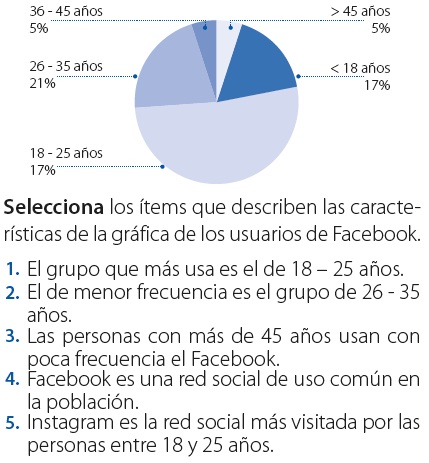 36 - 45 años
5%
> 45 años
5%
26 - 35 años
21%
< 18 años
17%
18 - 25 años
17%
Selecciona los ítems que describen las caracte-
rísticas de la gráfica de los usuarios de Facebook.
1. El grupo que más usa es el de 18 – 25 años.
2. El de menor frecuencia es el grupo de 26 - 35
años.
3. Las personas con más de 45 años usan con
poca frecuencia el Facebook.
4. Facebook es una red social de uso común en
la población.
5. Instagram es la red social más visitada por las
personas entre 18 y 25 años.